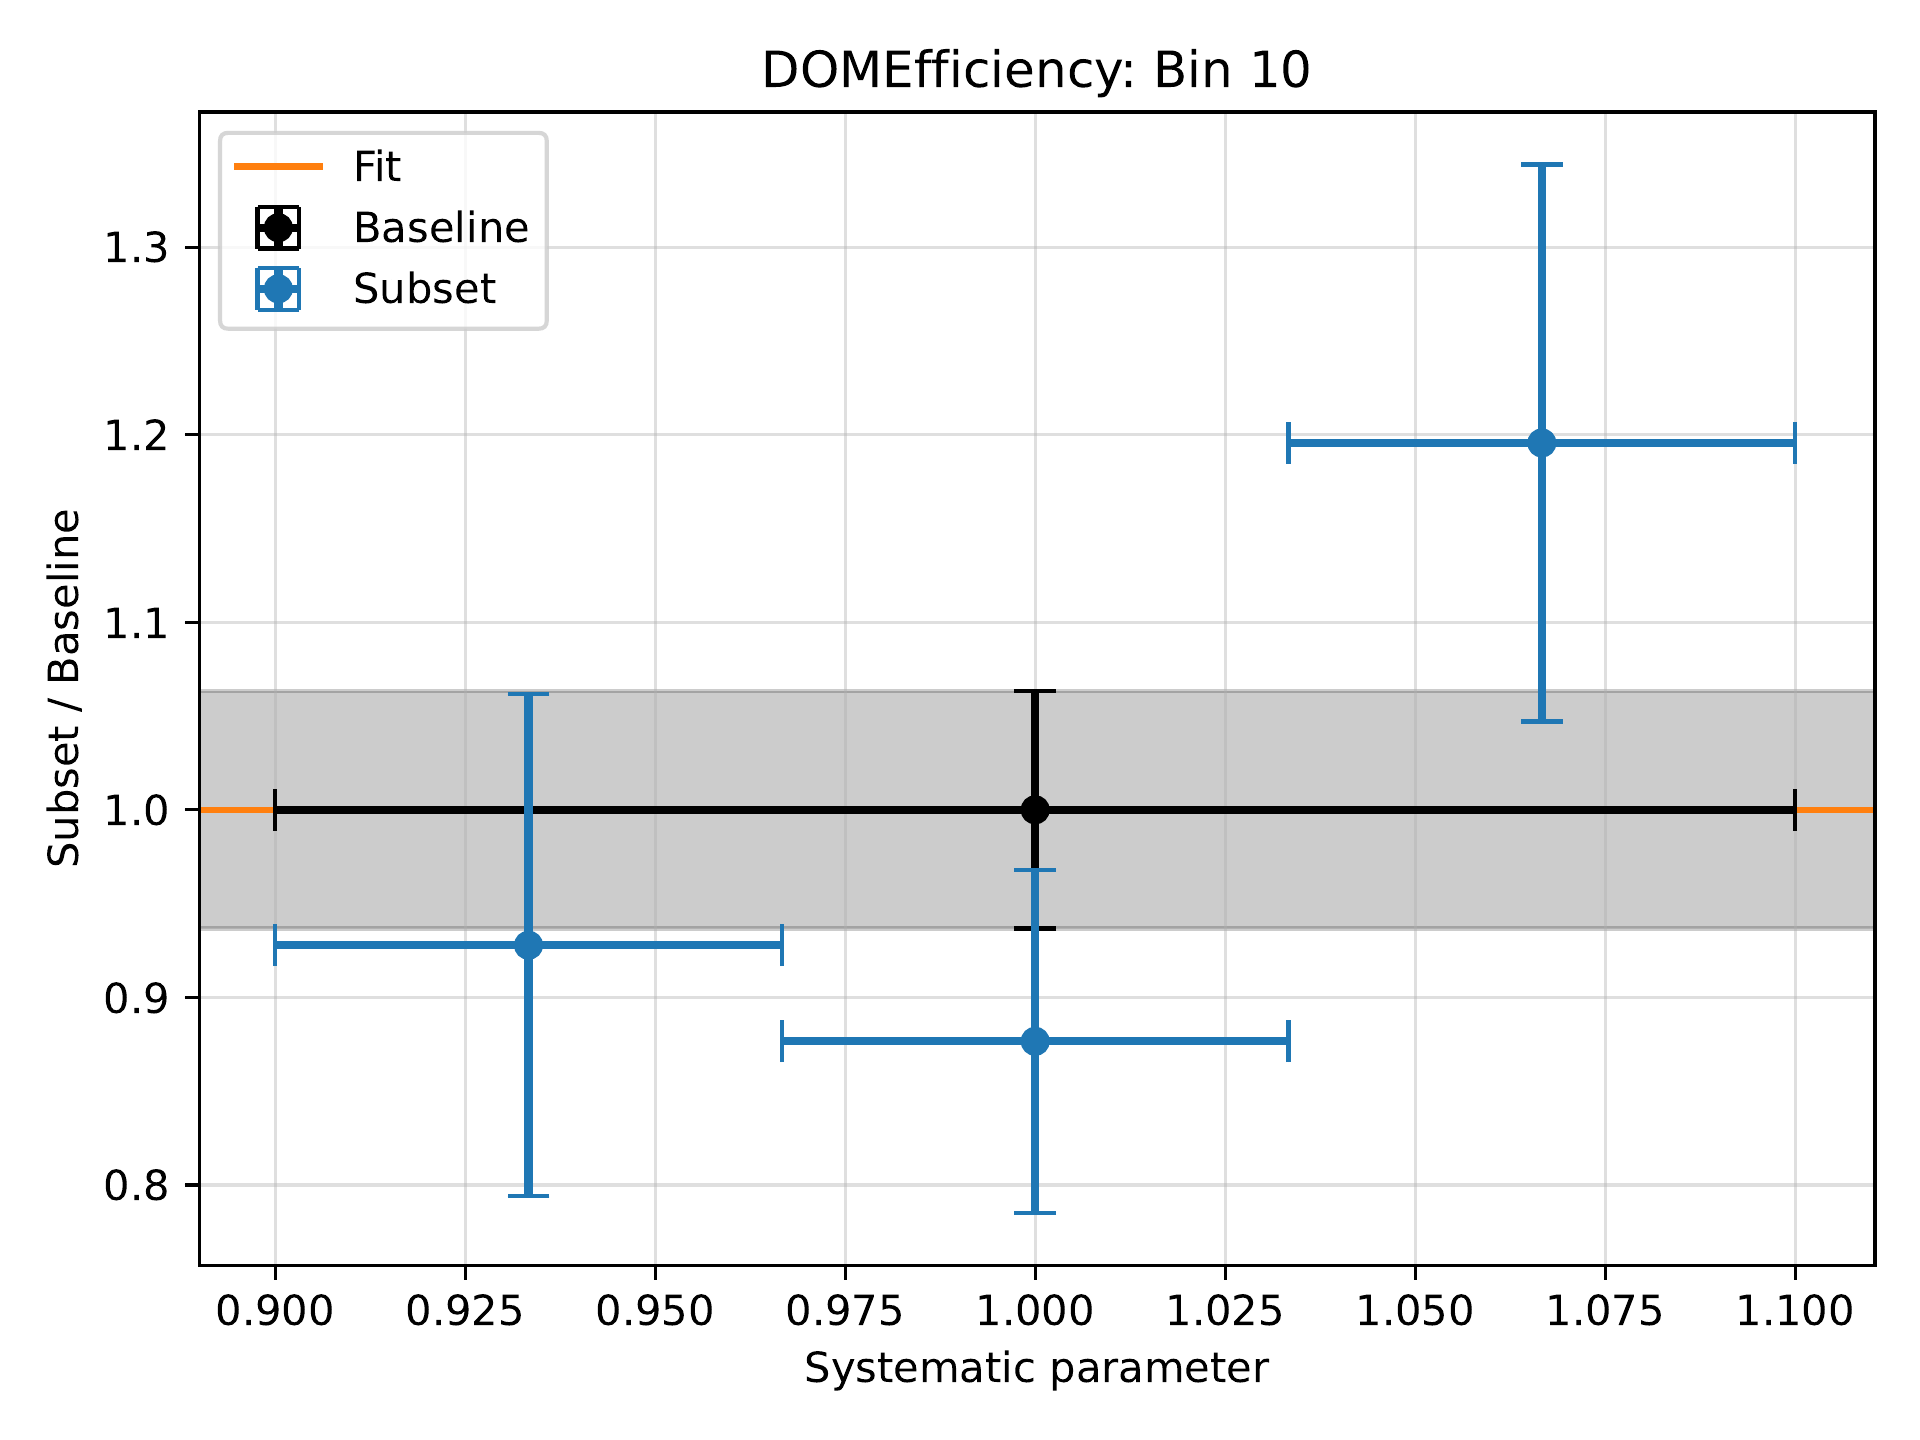 DOMEfficiency: Bin 10
Fit
Baseline
Subset
1.3
1.2
1.1
1.0
0.9
0.8
Subset / Baseline
0.900 0.925 0.950 0.975 1.000 1.025 1.050 1.075 1.100
Systematic parameter